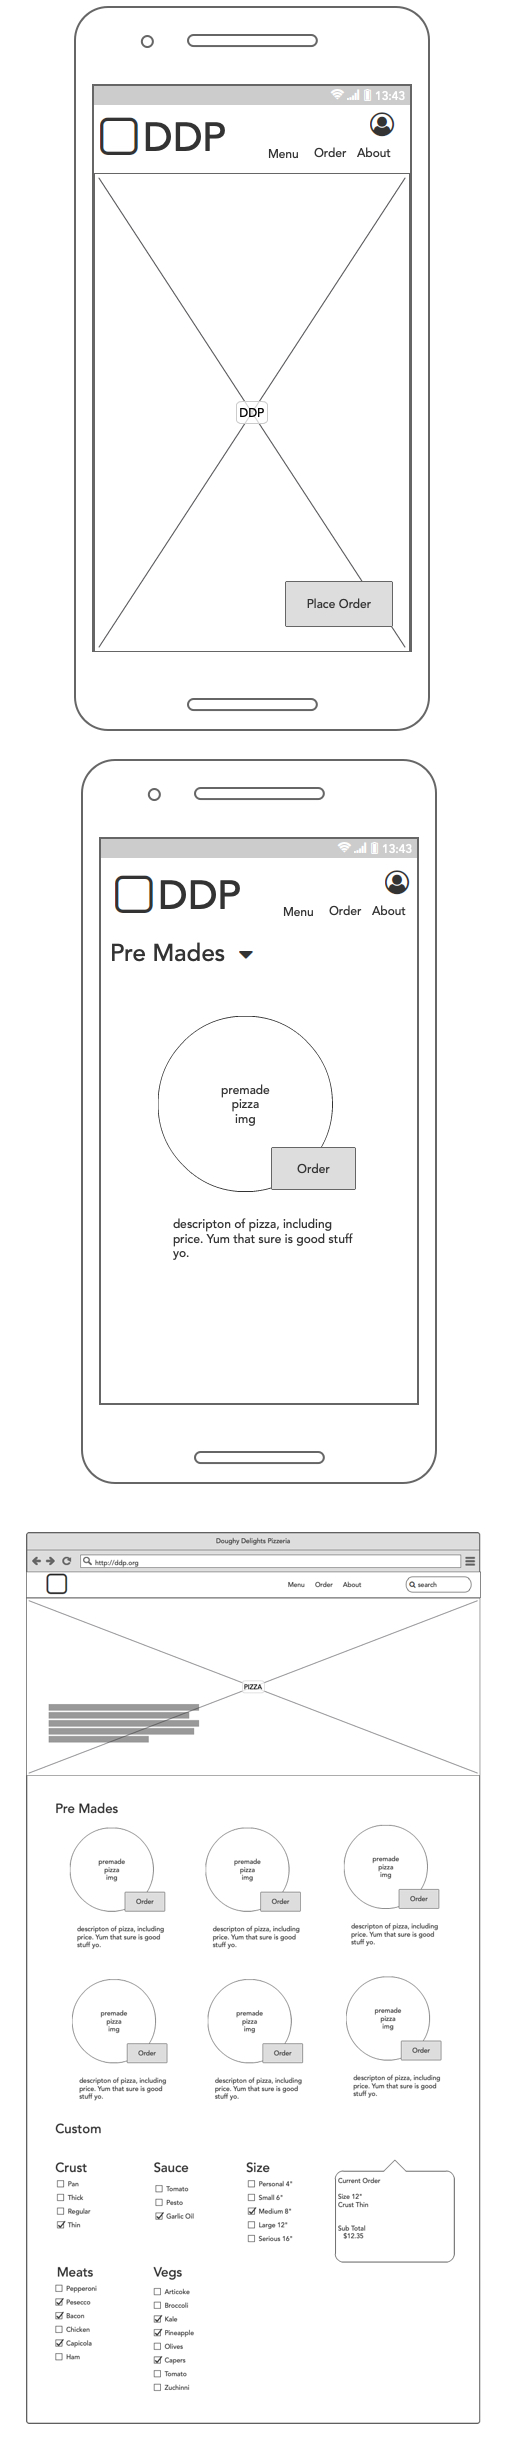 13:43
DDP
Menu Order About
DDP
Place Order
13:43
DDP
Menu Order About
Pre Mades
premade
pizza
img
Order
descripton of pizza, including
price. Yum that sure is good stuff
yo.
Doughy Delights Pizzeria
http://ddp.org
Menu Order About search
PIZZA
Pre Mades
premade
pizza
img
Order
descripton of pizza, including
price. Yum that sure is good
stuff yo.
premade
pizza
img
Order
descripton of pizza, including
price. Yum that sure is good
stuff yo.
premade
pizza
img
Order
descripton of pizza, including
price. Yum that sure is good
stuff yo.
premade
pizza
img
Order
descripton of pizza, including
price. Yum that sure is good
stuff yo.
premade
pizza
img
Order
descripton of pizza, including
price. Yum that sure is good
stuff yo.
premade
pizza
img
Order
descripton of pizza, including
price. Yum that sure is good
stuff yo.
Custom
Crust
Pan
Thick
Regular
Thin
Sauce
Tomato
Pesto
Garlic Oil
Size
Personal 4"
Small 6"
Medium 8"
Large 12"
Serious 16"
Current Order
Size 12"
Crust Thin
Sub Total
$12.35
Meats
Pepperoni
Pesecco
Bacon
Chicken
Capicola
Ham
Vegs
Articoke
Broccoli
Kale
Pineapple
Olives
Capers
Tomato
Zuchinni